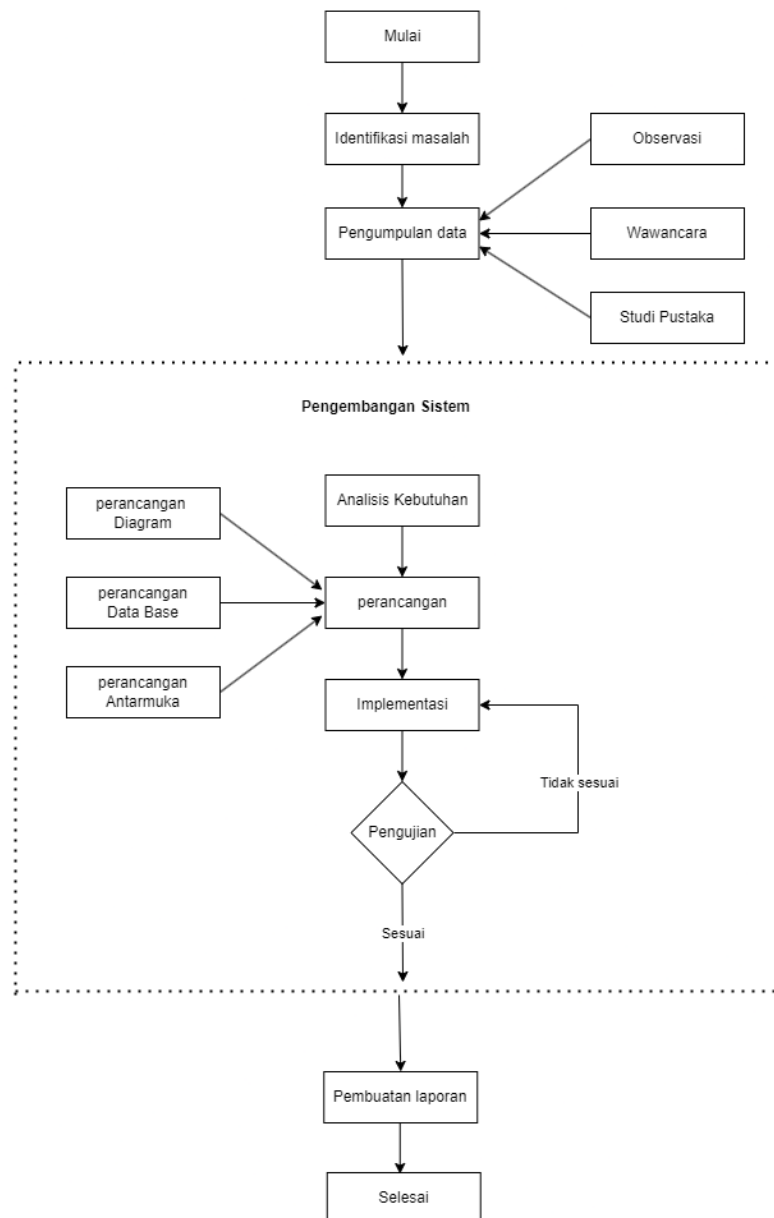 Mulai
Identifikasi masalah
Observasi
Pengumpulan data
Wawancara
Studi Pustaka
Pengembangan Sistem
perancangan
Diagram
Analisis Kebutuhan
perancangan
Data Base
perancangan
perancangan
Antarmuka
Implementasi
Tidak sesuai
Pengujian
Sesuai
Pembuatan laporan
Selesai